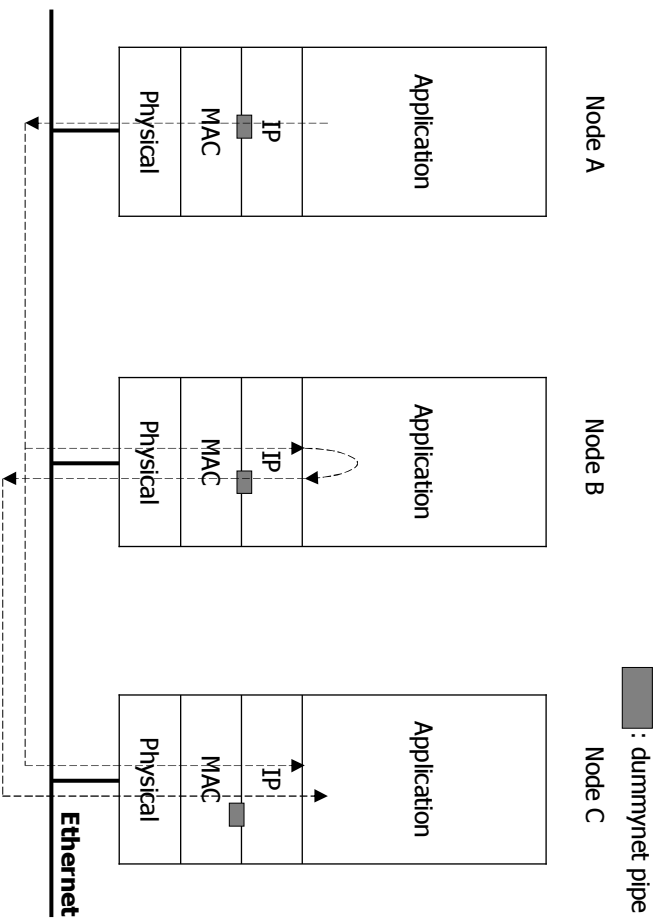 Node A
Node B
Node C
: dummynet pipe
Application
IP
MAC
Physical
Application
IP
MAC
Physical
Application
IP
MAC
Physical
Ethernet